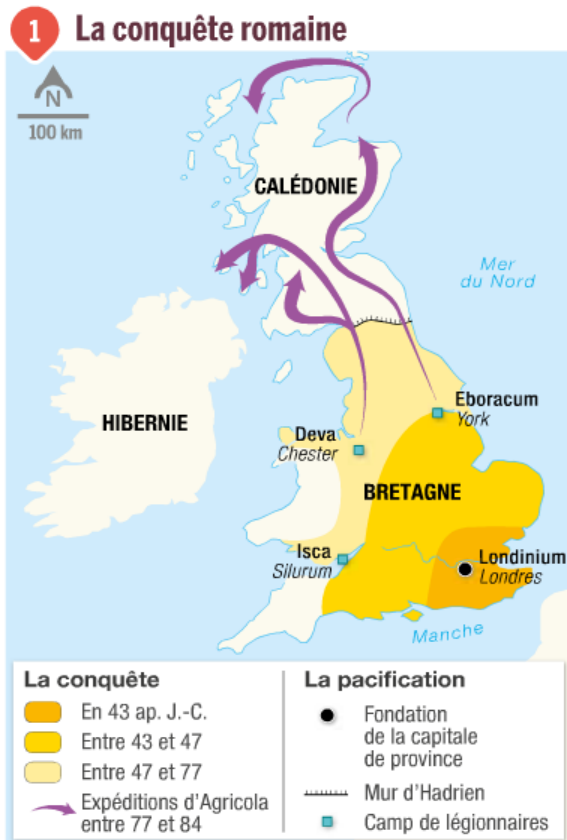 1 La conquête romaine
N
100 km
CALÉDONIE
Mer
du Nord
HIBERNIE
Eboracum
York
Deva
Chester
BRETAGNE
Isca
Silurum
Londinium
Londres
Manche
La conquête
En 43 ap. J.-C.
Entre 43 et 47
Entre 47 et 77
Expéditions d'Agricola
entre 77 et 84
La pacification
Fondation
de la capitale
de province
Mur d'Hadrien
Camp de légionnaires